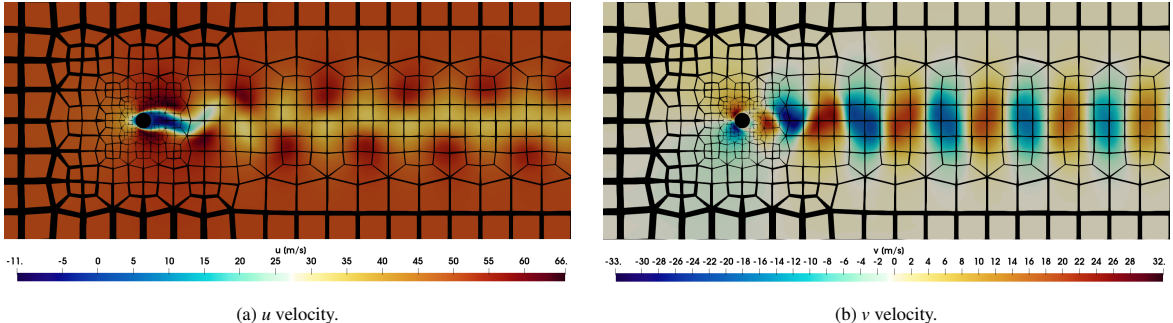 u (m/s)
-11. -5 0 5 10 15 20 25 30 35 40 45 50 55 60 66.
(a) u velocity.
v (m/s)
-33. -30 -28 -26 -24 -22 -20 -18 -16 -14 -12 -10 -8 -6 -4 -2 0 2 4 6 8 10 12 14 16 18 20 22 24 26 28 32.
(b) v velocity.